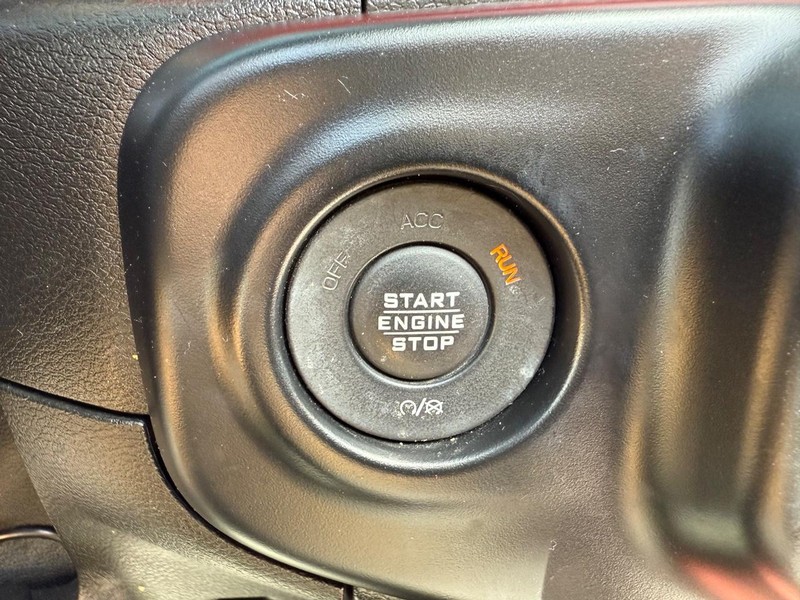 ACC
OFF
RUN
START
ENGINE
STOP